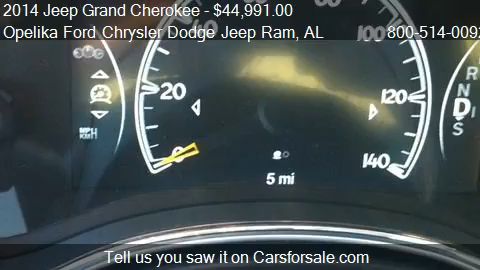 2014 Jeep Grand Cherokee - $44,991.00
Opelika Ford Chrysler Dodge Jeep Ram, AL 800-514-0092
20
120
0
140
5 mi
MPH
R
N
D
S
Tell us you saw it on Carsforsale.com